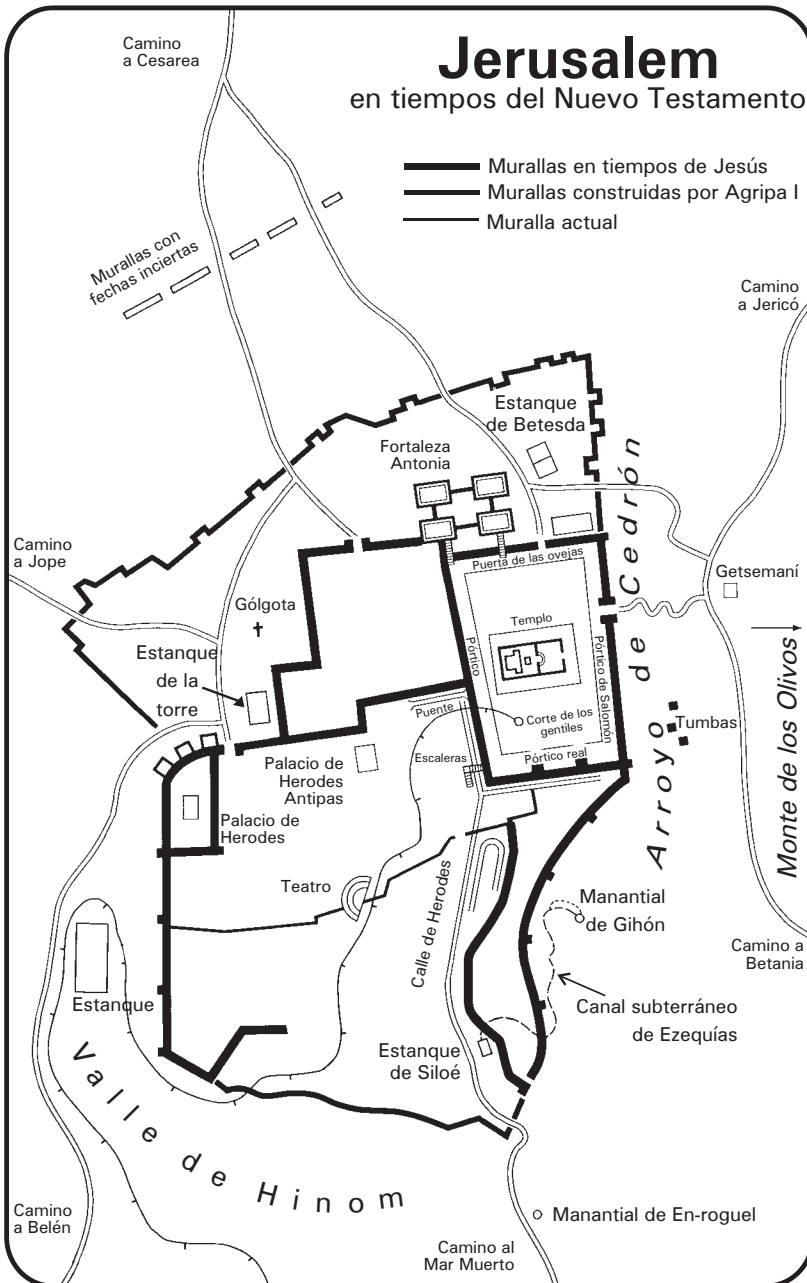 Jerusalem
en tiempos del Nuevo Testamento
Camino
a Cesarea
Murallas en tiempos de Jesús
Murallas construidas por Agripa I
Muralla actual
Murallas con
fechas inciertas
Camino
a Jericó
Estanque
de Betesda
Fortaleza
Antonia
Arroyo de Cedrón
Camino
a Jope
Puerta de las ovejas
Getsemaní
Gólgota
Templo
Pórtico
Pórtico de Salomón
Monte de los Olivos
Estanque
de la
torre
Puente
Corte de los
gentiles
Tumbas
Escaleras
Pórtico real
Palacio de
Herodes
Antipas
Palacio de
Herodes
Teatro
Calle de Herodes
Manantial
de Gihón
Camino a
Betania
Estanque
Canal subterráneo
de Ezequías
Estanque
de Siloé
Valle de Hinom
Camino
a Belén
Manantial de En-roguel
Camino al
Mar Muerto